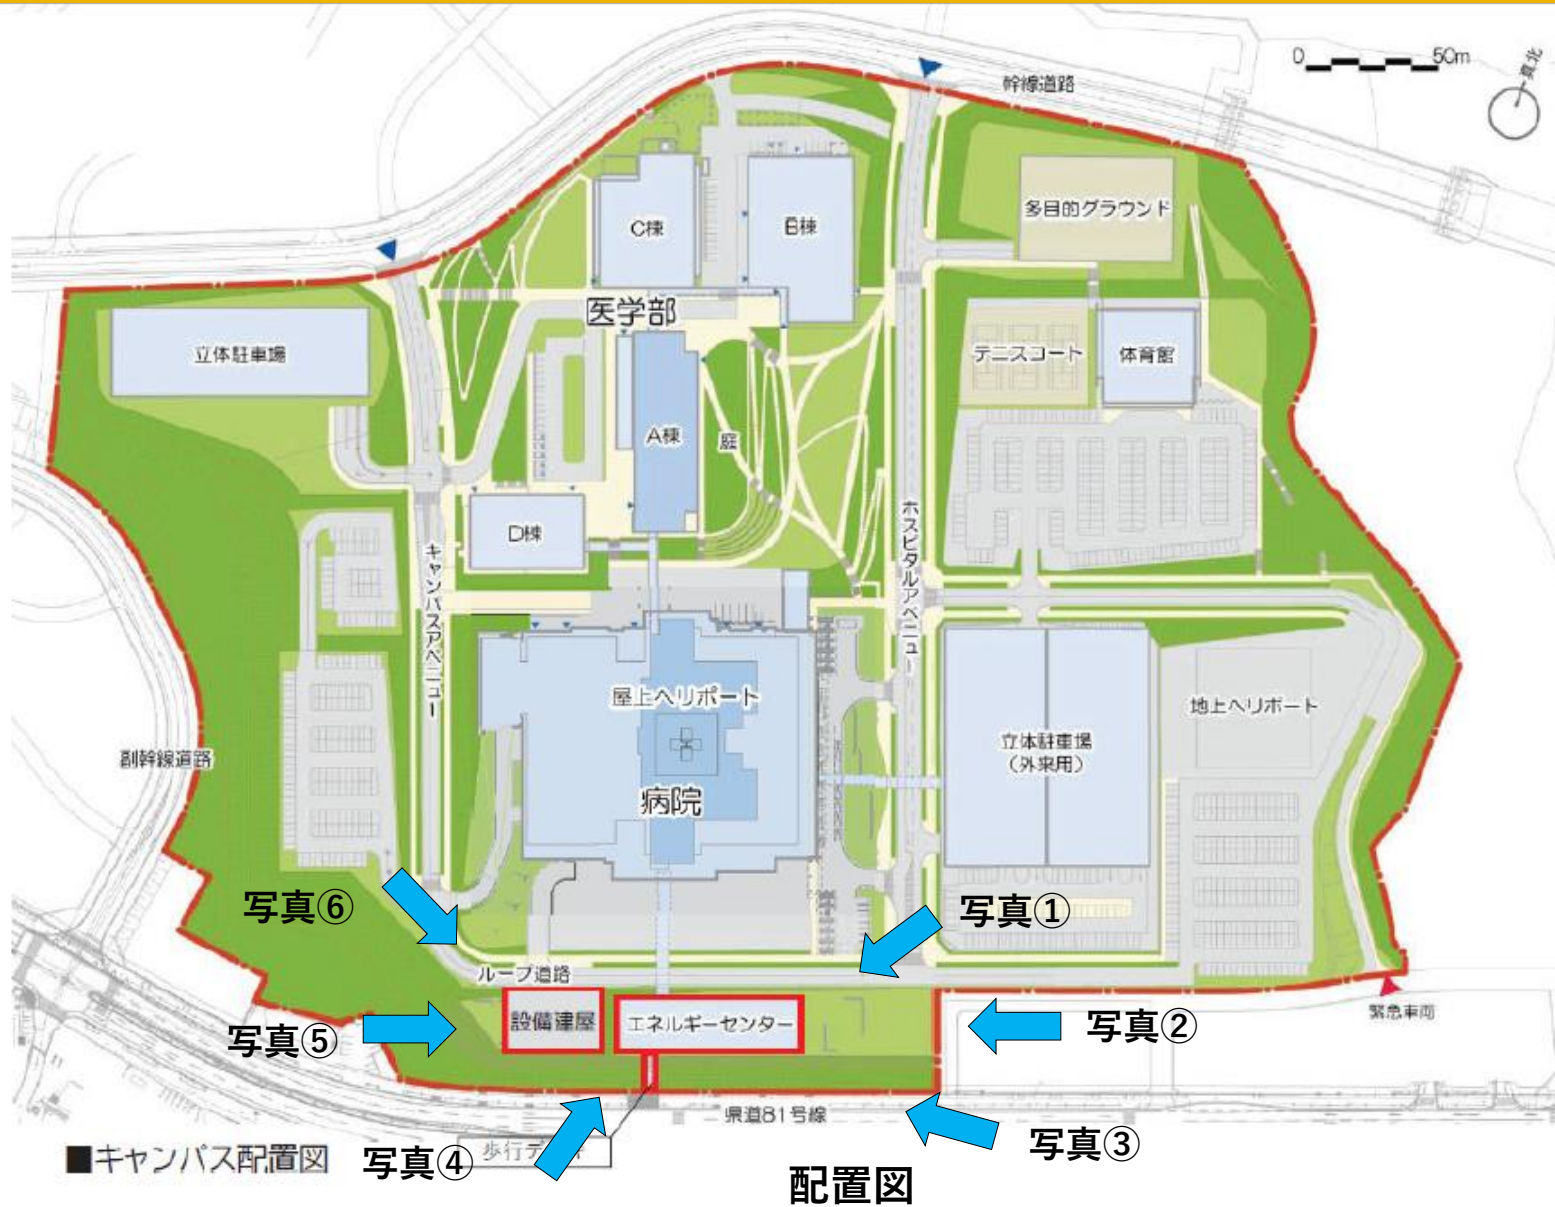 0 50m
真北
幹線道路
多目的グラウンド
C棟
B棟
医学部
立体駐車場
テニスコート
体育館
A棟
庭
D棟
キャンパスアベニュー
ホスピタルアベニュー
屋上ヘリポート
病院
立体駐車場
(外来用)
地上ヘリポート
副幹線道路
写真⑥
写真①
ループ道路
設備建屋
エネルギーセンター
写真⑤
写真②
緊急車両
県道81号線
写真③
■キャンパス配置図
写真④
歩行デ
配置図